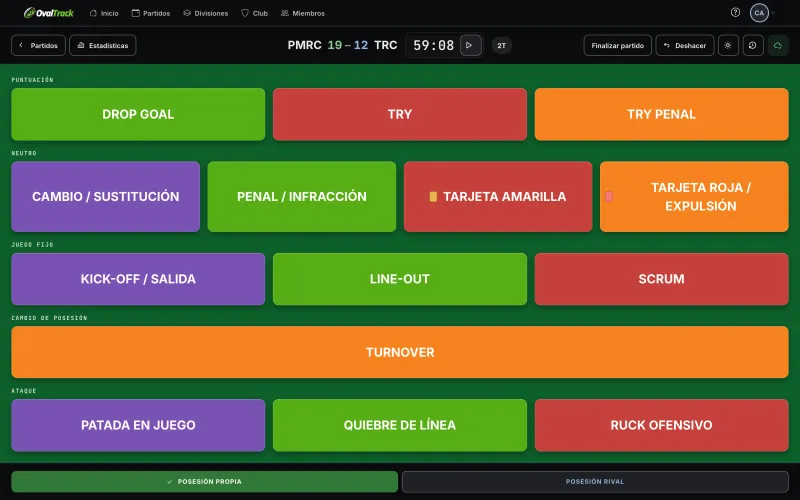 OvalTrack Inicio Partidos Divisiones Club Miembros CA
Partidos Estadísticas PMRC 19 – 12 TRC 59:08 2T Finalizar partido Deshacer
PUNTUACIÓN
DROP GOAL TRY TRY PENAL
NEUTRO
CAMBIO / SUSTITUCIÓN PENAL / INFRACCIÓN TARJETA AMARILLA TARJETA ROJA /
EXPULSIÓN
JUEGO FIJO
KICK-OFF / SALIDA LINE-OUT SCRUM
CAMBIO DE POSESIÓN
TURNOVER
ATAQUE
PATADA EN JUEGO QUIEBRE DE LÍNEA RUCK OFENSIVO
POSESIÓN PROPIA POSESIÓN RIVAL